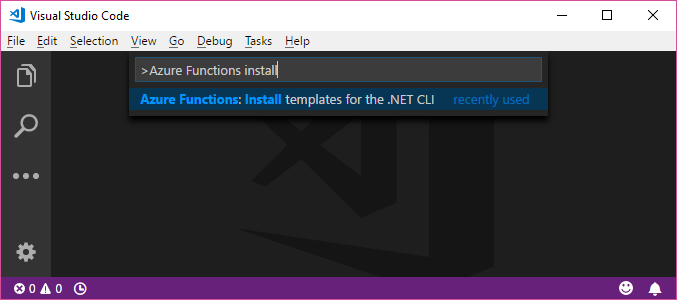 Visual Studio Code
File Edit Selection View Go Debug Tasks Help
>Azure Functions install
Azure Functions: Install templates for the .NET CLI recently used
0 0